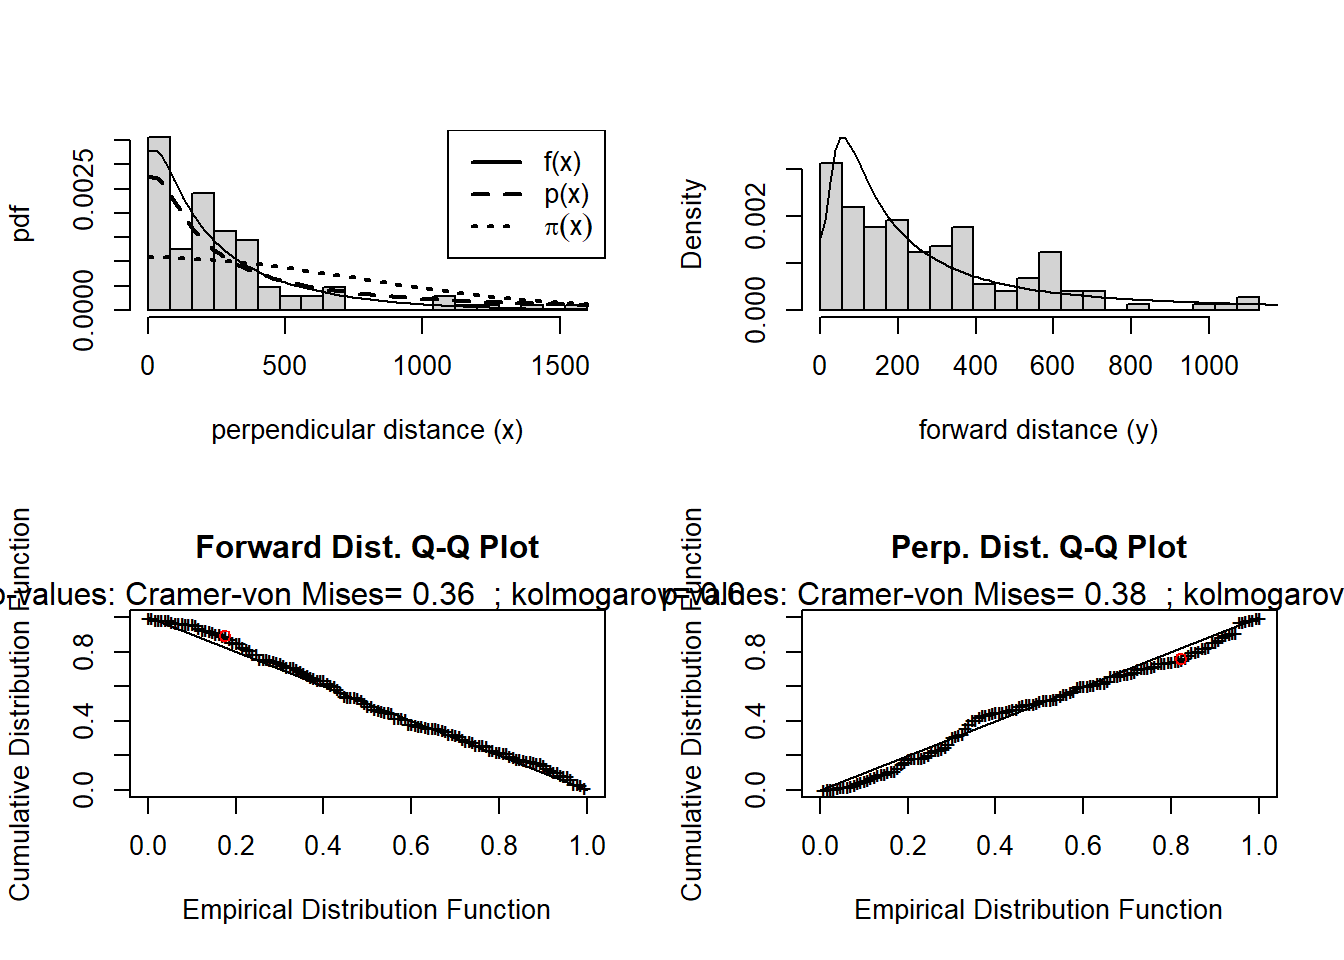 pdf
0.0000 0.0025
f(x)
p(x)
π(x)
0 500 1000 1500
perpendicular distance (x)
Density
0.000 0.002
0 200 400 600 800 1000
forward distance (y)
Forward Dist. Q-Q Plot
p-values: Cramer-von Mises= 0.36 ; kolmogarov= 0.6
Cumulative Distribution Function
0.0 0.4 0.8
0.0 0.2 0.4 0.6 0.8 1.0
Empirical Distribution Function
Perp. Dist. Q-Q Plot
p-values: Cramer-von Mises= 0.38 ; kolmogarov
Cumulative Distribution Function
0.0 0.4 0.8
0.0 0.2 0.4 0.6 0.8 1.0
Empirical Distribution Function